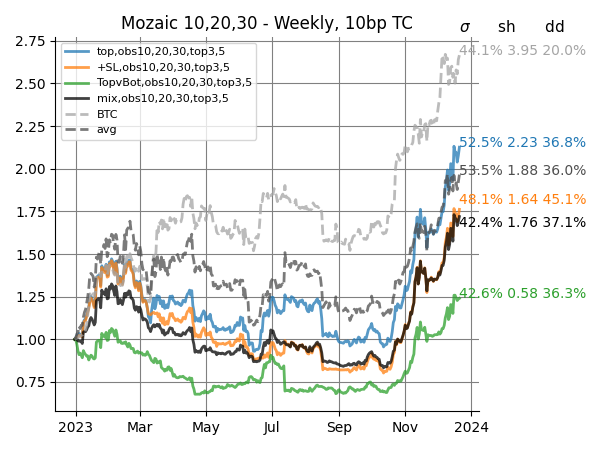 Mozaic 10,20,30 - Weekly, 10bp TC
σ sh dd
2.75
2.50
2.25
2.00
1.75
1.50
1.25
1.00
0.75
top,obs10,20,30,top3,5
+SL,obs10,20,30,top3,5
TopvBot,obs10,20,30,top3,5
mix,obs10,20,30,top3,5
BTC
avg
44.1% 3.95 20.0%
52.5% 2.23 36.8%
53.5% 1.88 36.0%
48.1% 1.64 45.1%
42.4% 1.76 37.1%
42.6% 0.58 36.3%
2023 Mar May Jul Sep Nov 2024